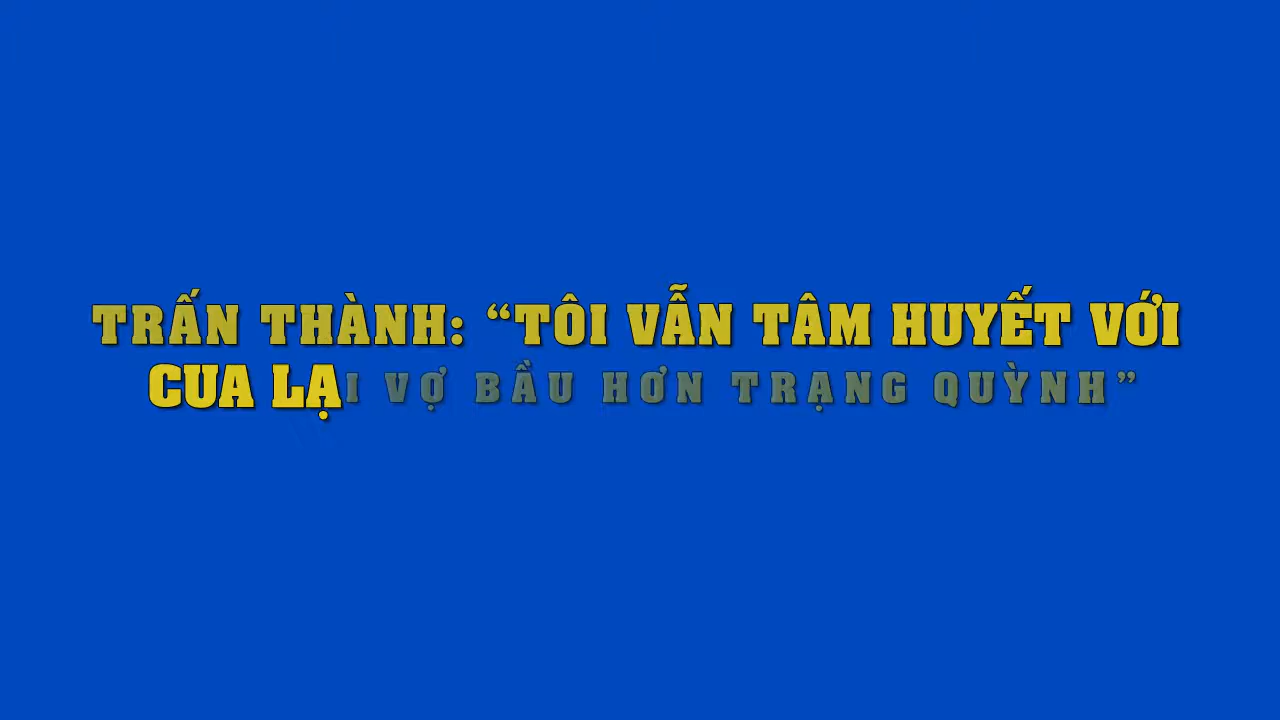 TRẤN THÀNH: “TÔI VẪN TÂM HUYẾT VỚI
CUA LẠI VỢ BẦU HƠN TRẠNG QUỲNH”